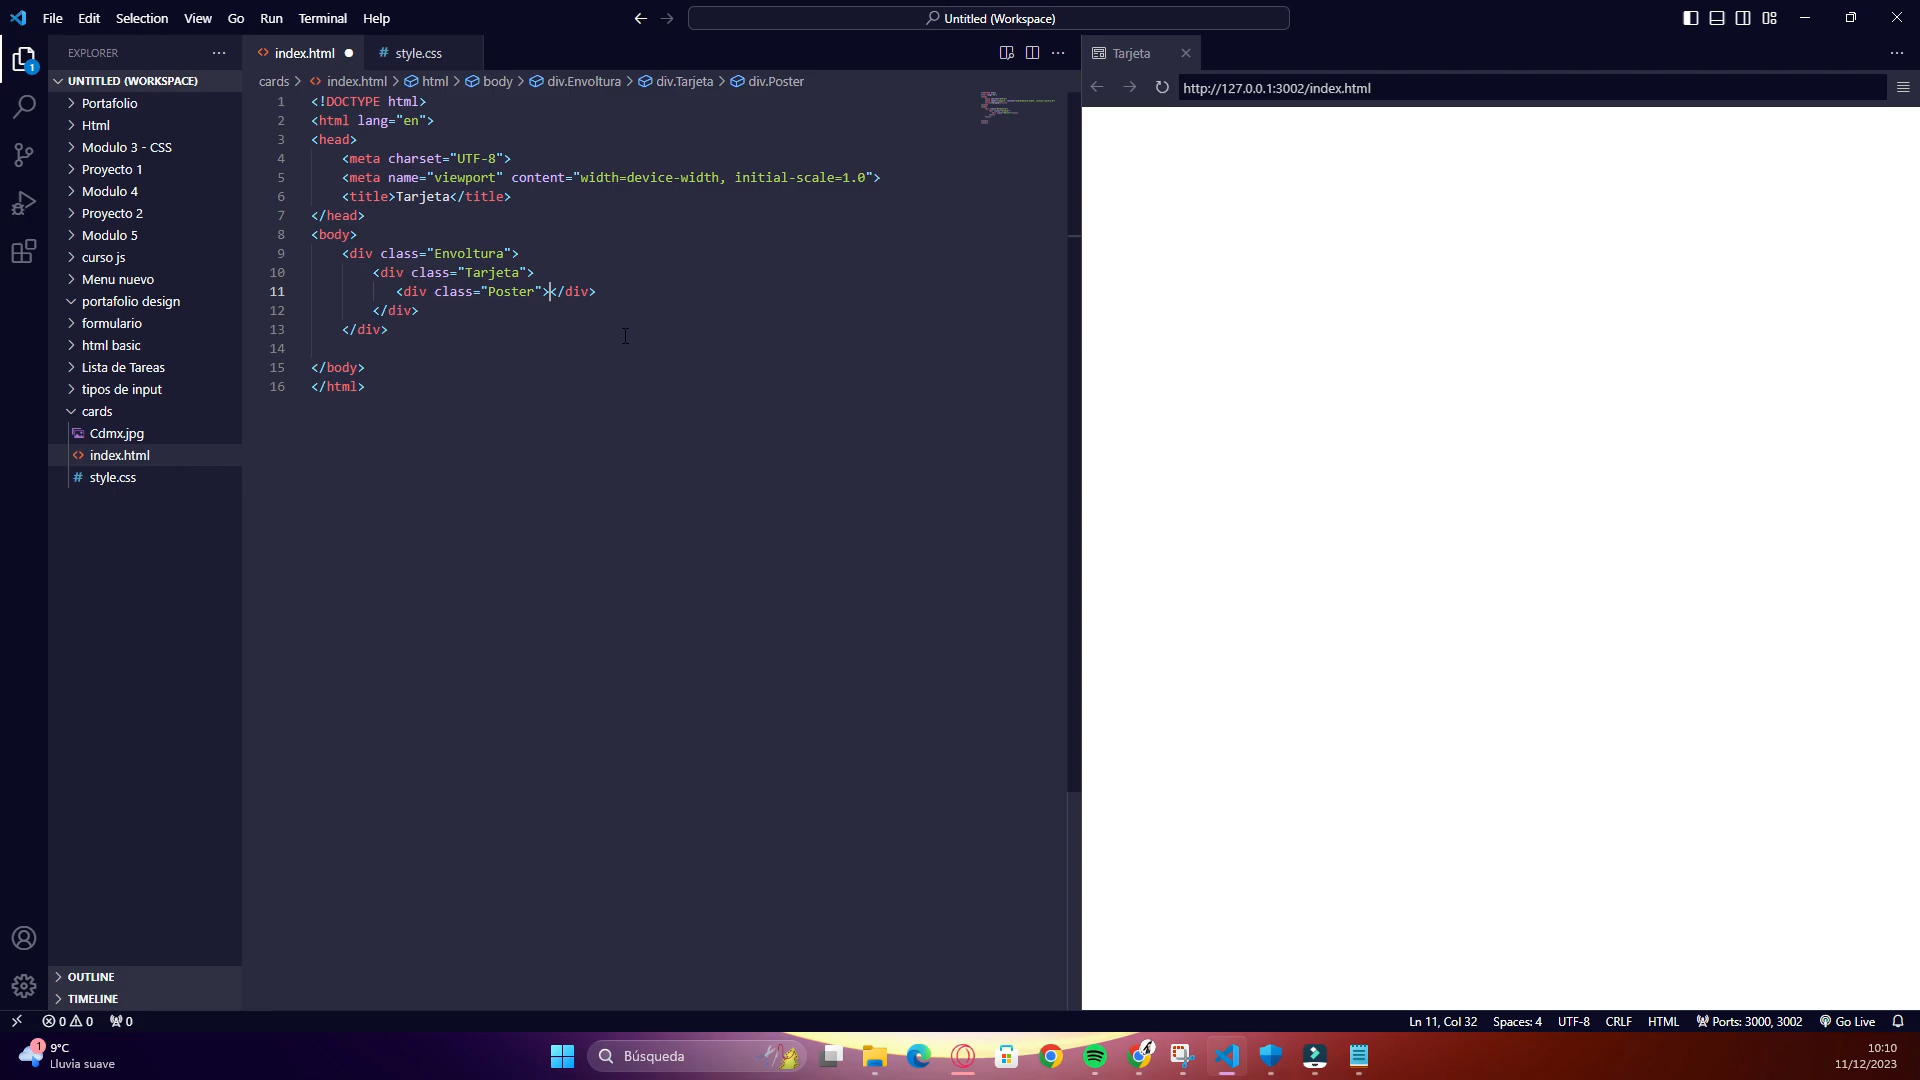 File Edit Selection View Go Run Terminal Help
Untitled (Workspace)
EXPLORER
index.html
style.css
Tarjeta
UNTITLED (WORKSPACE)
cards > index.html > html > body > div.Envoltura > div.Tarjeta > div.Poster
http://127.0.0.1:3002/index.html
Portafolio
Html
Modulo 3 - CSS
Proyecto 1
Modulo 4
Proyecto 2
Modulo 5
curso js
Menu nuevo
portafolio design
formulario
html basic
Lista de Tareas
tipos de input
cards
Cdmx.jpg
index.html
style.css
1 <!DOCTYPE html>
2 <html lang="en">
3 <head>
4 <meta charset="UTF-8">
5 <meta name="viewport" content="width=device-width, initial-scale=1.0">
6 <title>Tarjeta</title>
7 </head>
8 <body>
9 <div class="Envoltura">
10 <div class="Tarjeta">
11 <div class="Poster"></div>
12 </div>
13 </div>
14
15 </body>
16 </html>
OUTLINE
TIMELINE
1
0 0 0
Ln 11, Col 32 Spaces: 4 UTF-8 CRLF HTML Ports: 3000, 3002 Go Live
1
9°C
Lluvia suave
Búsqueda
10:10
11/12/2023